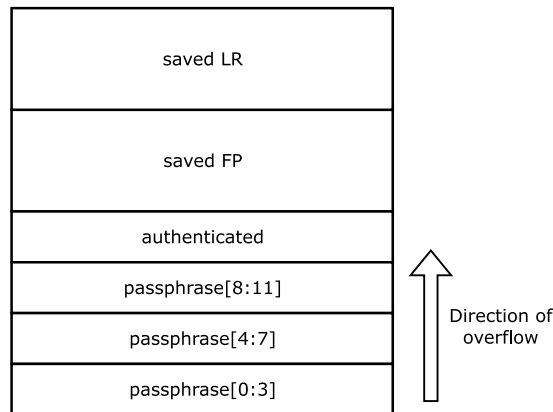 saved LR
saved FP
authenticated
passphrase[8:11]
passphrase[4:7]
passphrase[0:3]
Direction of
overflow